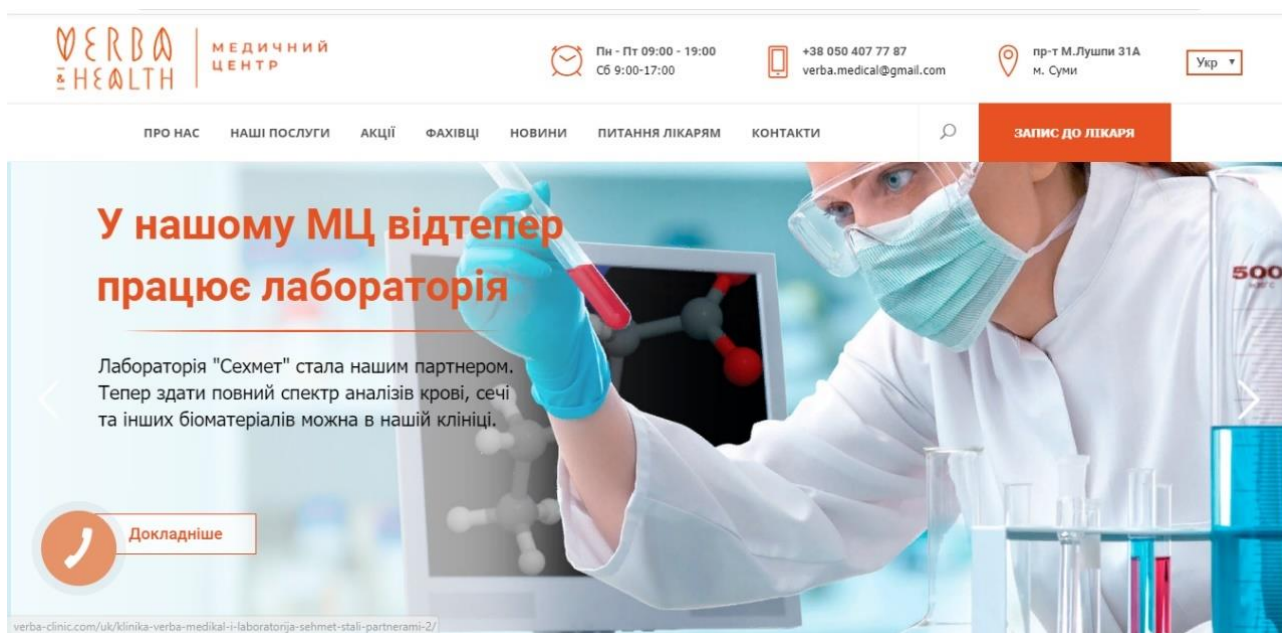 VERBA
& HEALTH
МЕДИЧНИЙ
ЦЕНТР
Пн - Пт 09:00 - 19:00
Сб 9:00-17:00
+38 050 407 77 87
verba.medical@gmail.com
пр-т М.Лушпи 31А
м. Суми
Укр
ПРО НАС НАШІ ПОСЛУГИ АКЦІЇ ФАХІВЦІ НОВИНИ ПИТАННЯ ЛІКАРЯМ КОНТАКТИ ЗАПИС ДО ЛІКАРЯ
У нашому МЦ відтепер
працює лабораторія
500
Лабораторія "Сехмет" стала нашим партнером.
Тепер здати повний спектр аналізів крові, сечі
та інших біоматеріалів можна в нашій клініці.
Докладніше
verba-clinic.com/uk/klinika-verba-medikal-i-laboratorija-sehmet-stali-partnerami-2/